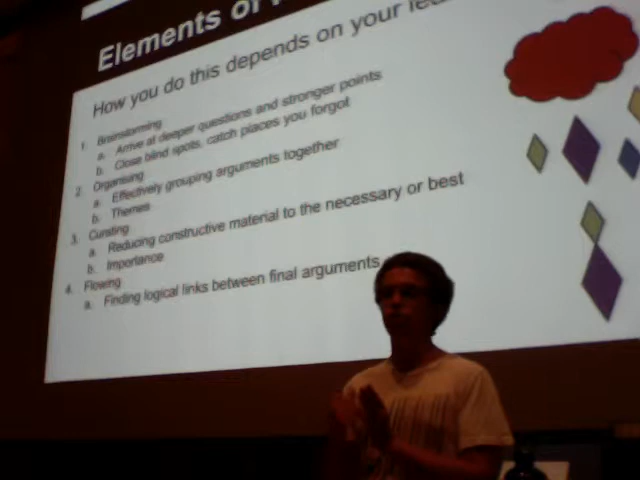 Elements of
How you do this depends on your
1. Brainstorming
a. Arrive at deeper questions and stronger points
b. Close blind spots, catch places you forgot
2. Organising
a. Effectively grouping arguments together
b. Themes
3. Curating
a. Reducing constructive material to the necessary or best
b. Importance
4. Flowing
a. Finding logical links between final arguments